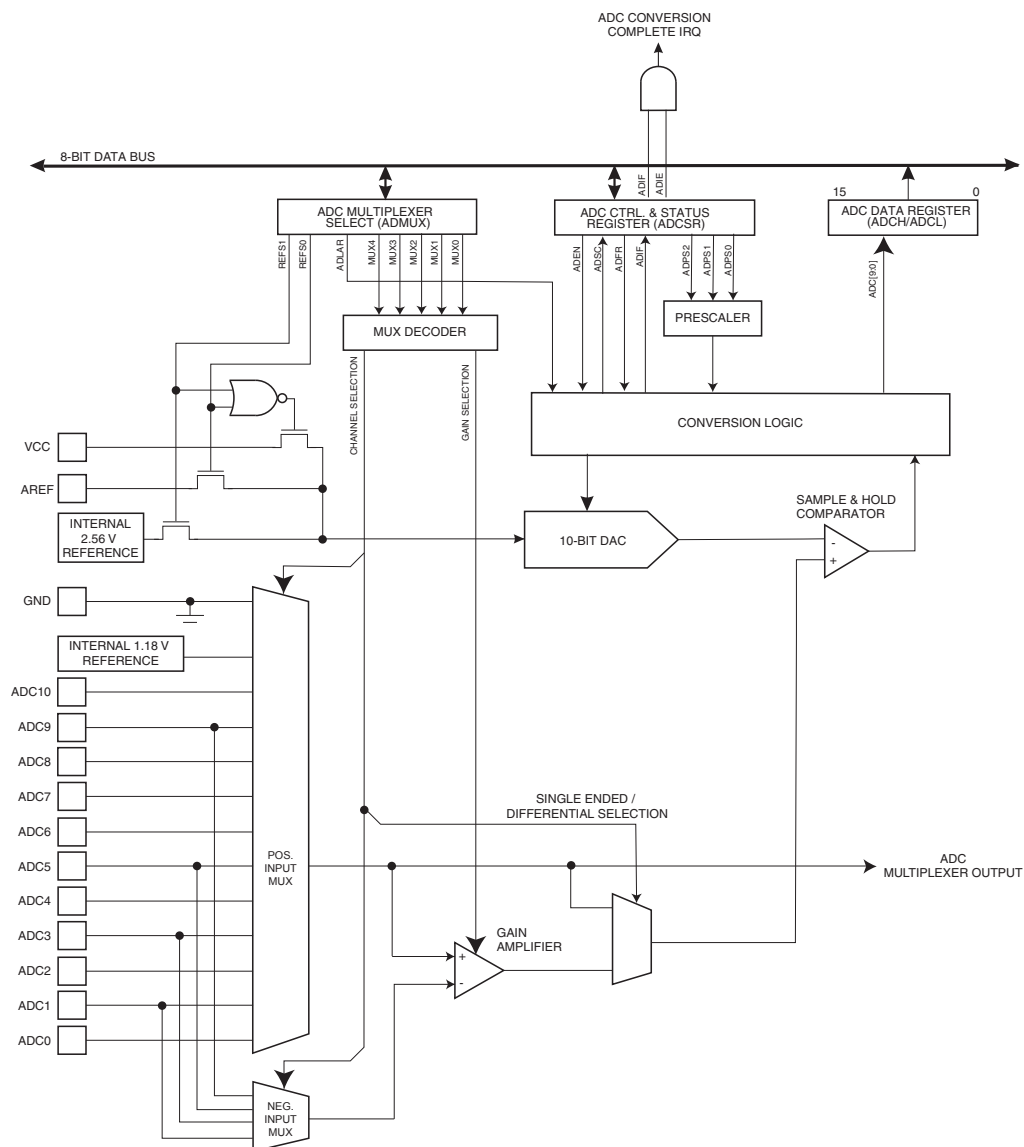 ADC CONVERSION
COMPLETE IRQ
8-BIT DATA BUS
ADIF
ADIE
15
0
ADC MULTIPLEXER
SELECT (ADMUX)
ADC CTRL. & STATUS
REGISTER (ADCSR)
ADC DATA REGISTER
(ADCH/ADCL)
REFS1
REFS0
ADLAR
MUX4
MUX3
MUX2
MUX1
MUX0
ADEN
ADSC
ADFR
ADIF
ADPS2
ADPS1
ADPS0
ADC[9:0]
PRESCALER
MUX DECODER
CHANNEL SELECTION
GAIN SELECTION
CONVERSION LOGIC
VCC
AREF
INTERNAL
2.56 V
REFERENCE
10-BIT DAC
SAMPLE & HOLD
COMPARATOR
-
+
GND
INTERNAL 1.18 V
REFERENCE
ADC10
ADC9
ADC8
ADC7
ADC6
ADC5
ADC4
ADC3
ADC2
ADC1
ADC0
POS.
INPUT
MUX
SINGLE ENDED /
DIFFERENTIAL SELECTION
ADC
MULTIPLEXER OUTPUT
GAIN
AMPLIFIER
+
-
NEG.
INPUT
MUX